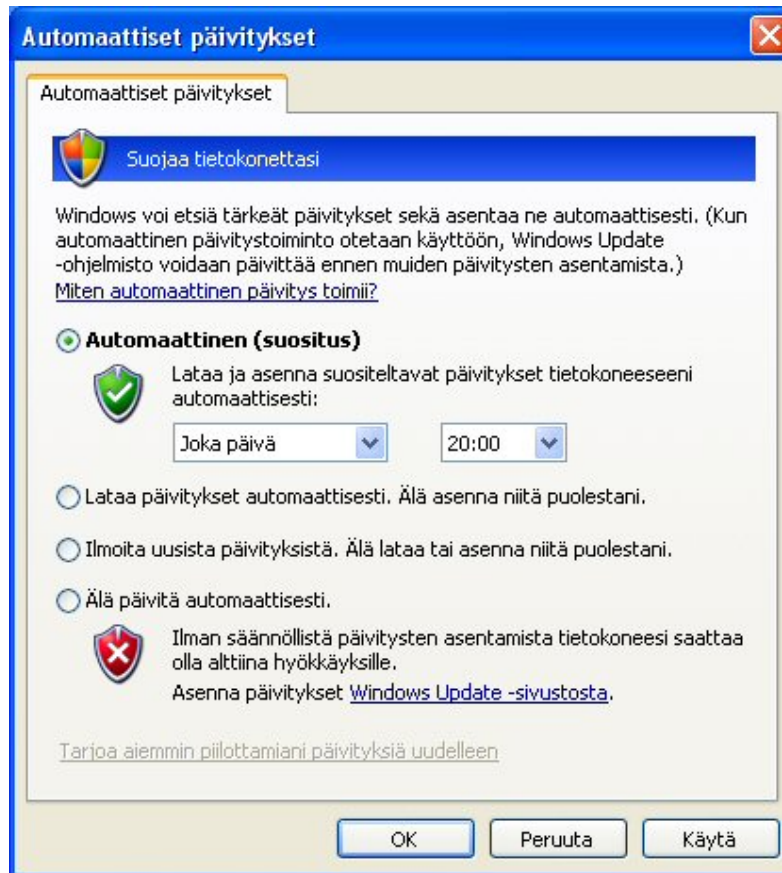 Automaattiset päivitykset
Automaattiset päivitykset
Suojaa tietokonettasi
Windows voi etsiä tärkeät päivitykset sekä asentaa ne automaattisesti. (Kun
automaattinen päivitystoiminto otetaan käyttöön, Windows Update
-ohjelmisto voidaan päivittää ennen muiden päivitysten asentamista.)
Miten automaattinen päivitys toimii?
Automaattinen (suositus)
Lataa ja asenna suositeltavat päivitykset tietokoneeseeni
automaattisesti:
Joka päivä 20:00
Lataa päivitykset automaattisesti. Älä asenna niitä puolestani.
Ilmoita uusista päivityksistä. Älä lataa tai asenna niitä puolestani.
Älä päivitä automaattisesti.
Ilman säännöllistä päivitysten asentamista tietokoneesi saattaa
olla alttiina hyökkäyksille.
Asenna päivitykset Windows Update -sivustosta.
Tarjoa aiemmin piilottamiani päivityksiä uudelleen
OK Peruuta Käytä